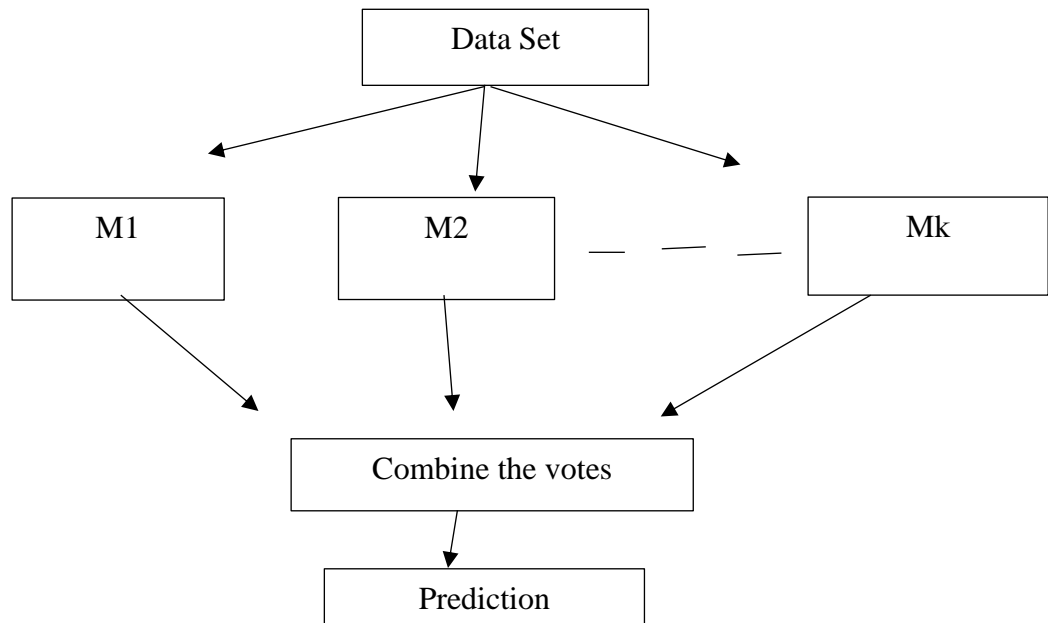 Data Set
M1
M2
Mk
Combine the votes
Prediction